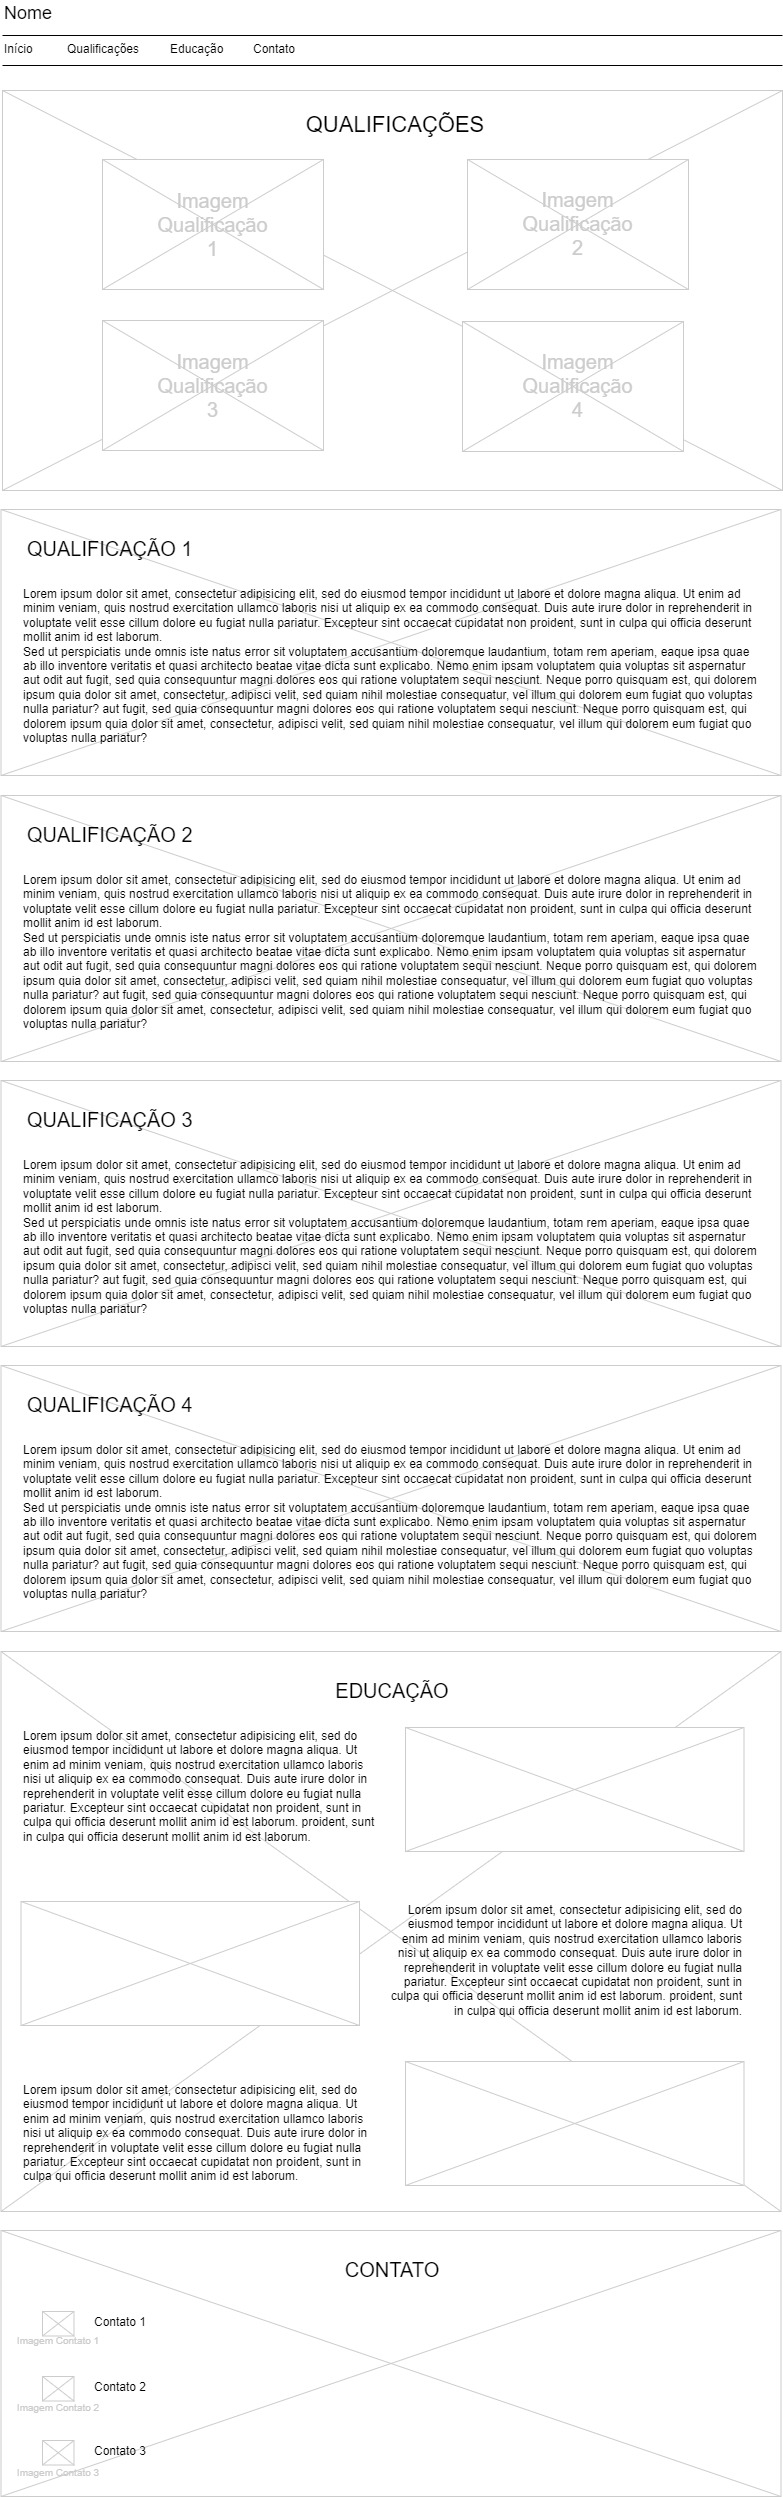 Nome
Início Qualificações Educação Contato
QUALIFICAÇÕES
Imagem
Qualificação
1
Imagem
Qualificação
2
Imagem
Qualificação
3
Imagem
Qualificação
4
QUALIFICAÇÃO 1
Lorem ipsum dolor sit amet, consectetur adipisicing elit, sed do eiusmod tempor incididunt ut labore et dolore magna aliqua. Ut enim ad
minim veniam, quis nostrud exercitation ullamco laboris nisi ut aliquip ex ea commodo consequat. Duis aute irure dolor in reprehenderit in
voluptate velit esse cillum dolore eu fugiat nulla pariatur. Excepteur sint occaecat cupidatat non proident, sunt in culpa qui officia deserunt
mollit anim id est laborum.
Sed ut perspiciatis unde omnis iste natus error sit voluptatem accusantium doloremque laudantium, totam rem aperiam, eaque ipsa quae
ab illo inventore veritatis et quasi architecto beatae vitae dicta sunt explicabo. Nemo enim ipsam voluptatem quia voluptas sit aspernatur
aut odit aut fugit, sed quia consequuntur magni dolores eos qui ratione voluptatem sequi nesciunt. Neque porro quisquam est, qui dolorem
ipsum quia dolor sit amet, consectetur, adipisci velit, sed quiam nihil molestiae consequatur, vel illum qui dolorem eum fugiat quo voluptas
nulla pariatur? aut fugit, sed quia consequuntur magni dolores eos qui ratione voluptatem sequi nesciunt. Neque porro quisquam est, qui
dolorem ipsum quia dolor sit amet, consectetur, adipisci velit, sed quiam nihil molestiae consequatur, vel illum qui dolorem eum fugiat quo
voluptas nulla pariatur?
QUALIFICAÇÃO 2
Lorem ipsum dolor sit amet, consectetur adipisicing elit, sed do eiusmod tempor incididunt ut labore et dolore magna aliqua. Ut enim ad
minim veniam, quis nostrud exercitation ullamco laboris nisi ut aliquip ex ea commodo consequat. Duis aute irure dolor in reprehenderit in
voluptate velit esse cillum dolore eu fugiat nulla pariatur. Excepteur sint occaecat cupidatat non proident, sunt in culpa qui officia deserunt
mollit anim id est laborum.
Sed ut perspiciatis unde omnis iste natus error sit voluptatem accusantium doloremque laudantium, totam rem aperiam, eaque ipsa quae
ab illo inventore veritatis et quasi architecto beatae vitae dicta sunt explicabo. Nemo enim ipsam voluptatem quia voluptas sit aspernatur
aut odit aut fugit, sed quia consequuntur magni dolores eos qui ratione voluptatem sequi nesciunt. Neque porro quisquam est, qui dolorem
ipsum quia dolor sit amet, consectetur, adipisci velit, sed quiam nihil molestiae consequatur, vel illum qui dolorem eum fugiat quo voluptas
nulla pariatur? aut fugit, sed quia consequuntur magni dolores eos qui ratione voluptatem sequi nesciunt. Neque porro quisquam est, qui
dolorem ipsum quia dolor sit amet, consectetur, adipisci velit, sed quiam nihil molestiae consequatur, vel illum qui dolorem eum fugiat quo
voluptas nulla pariatur?
QUALIFICAÇÃO 3
Lorem ipsum dolor sit amet, consectetur adipisicing elit, sed do eiusmod tempor incididunt ut labore et dolore magna aliqua. Ut enim ad
minim veniam, quis nostrud exercitation ullamco laboris nisi ut aliquip ex ea commodo consequat. Duis aute irure dolor in reprehenderit in
voluptate velit esse cillum dolore eu fugiat nulla pariatur. Excepteur sint occaecat cupidatat non proident, sunt in culpa qui officia deserunt
mollit anim id est laborum.
Sed ut perspiciatis unde omnis iste natus error sit voluptatem accusantium doloremque laudantium, totam rem aperiam, eaque ipsa quae
ab illo inventore veritatis et quasi architecto beatae vitae dicta sunt explicabo. Nemo enim ipsam voluptatem quia voluptas sit aspernatur
aut odit aut fugit, sed quia consequuntur magni dolores eos qui ratione voluptatem sequi nesciunt. Neque porro quisquam est, qui dolorem
ipsum quia dolor sit amet, consectetur, adipisci velit, sed quiam nihil molestiae consequatur, vel illum qui dolorem eum fugiat quo voluptas
nulla pariatur? aut fugit, sed quia consequuntur magni dolores eos qui ratione voluptatem sequi nesciunt. Neque porro quisquam est, qui
dolorem ipsum quia dolor sit amet, consectetur, adipisci velit, sed quiam nihil molestiae consequatur, vel illum qui dolorem eum fugiat quo
voluptas nulla pariatur?
QUALIFICAÇÃO 4
Lorem ipsum dolor sit amet, consectetur adipisicing elit, sed do eiusmod tempor incididunt ut labore et dolore magna aliqua. Ut enim ad
minim veniam, quis nostrud exercitation ullamco laboris nisi ut aliquip ex ea commodo consequat. Duis aute irure dolor in reprehenderit in
voluptate velit esse cillum dolore eu fugiat nulla pariatur. Excepteur sint occaecat cupidatat non proident, sunt in culpa qui officia deserunt
mollit anim id est laborum.
Sed ut perspiciatis unde omnis iste natus error sit voluptatem accusantium doloremque laudantium, totam rem aperiam, eaque ipsa quae
ab illo inventore veritatis et quasi architecto beatae vitae dicta sunt explicabo. Nemo enim ipsam voluptatem quia voluptas sit aspernatur
aut odit aut fugit, sed quia consequuntur magni dolores eos qui ratione voluptatem sequi nesciunt. Neque porro quisquam est, qui dolorem
ipsum quia dolor sit amet, consectetur, adipisci velit, sed quiam nihil molestiae consequatur, vel illum qui dolorem eum fugiat quo voluptas
nulla pariatur? aut fugit, sed quia consequuntur magni dolores eos qui ratione voluptatem sequi nesciunt. Neque porro quisquam est, qui
dolorem ipsum quia dolor sit amet, consectetur, adipisci velit, sed quiam nihil molestiae consequatur, vel illum qui dolorem eum fugiat quo
voluptas nulla pariatur?
EDUCAÇÃO
Lorem ipsum dolor sit amet, consectetur adipisicing elit, sed do
eiusmod tempor incididunt ut labore et dolore magna aliqua. Ut
enim ad minim veniam, quis nostrud exercitation ullamco laboris
nisi ut aliquip ex ea commodo consequat. Duis aute irure dolor in
reprehenderit in voluptate velit esse cillum dolore eu fugiat nulla
pariatur. Excepteur sint occaecat cupidatat non proident, sunt in
culpa qui officia deserunt mollit anim id est laborum. proident, sunt
in culpa qui officia deserunt mollit anim id est laborum.
Lorem ipsum dolor sit amet, consectetur adipisicing elit, sed do
eiusmod tempor incididunt ut labore et dolore magna aliqua. Ut
enim ad minim veniam, quis nostrud exercitation ullamco laboris
nisi ut aliquip ex ea commodo consequat. Duis aute irure dolor in
reprehenderit in voluptate velit esse cillum dolore eu fugiat nulla
pariatur. Excepteur sint occaecat cupidatat non proident, sunt in
culpa qui officia deserunt mollit anim id est laborum. proident, sunt
in culpa qui officia deserunt mollit anim id est laborum.
Lorem ipsum dolor sit amet, consectetur adipisicing elit, sed do
eiusmod tempor incididunt ut labore et dolore magna aliqua. Ut
enim ad minim veniam, quis nostrud exercitation ullamco laboris
nisi ut aliquip ex ea commodo consequat. Duis aute irure dolor in
reprehenderit in voluptate velit esse cillum dolore eu fugiat nulla
pariatur. Excepteur sint occaecat cupidatat non proident, sunt in
culpa qui officia deserunt mollit anim id est laborum.
CONTATO
Contato 1
Imagem Contato 1
Contato 2
Imagem Contato 2
Contato 3
Imagem Contato 3